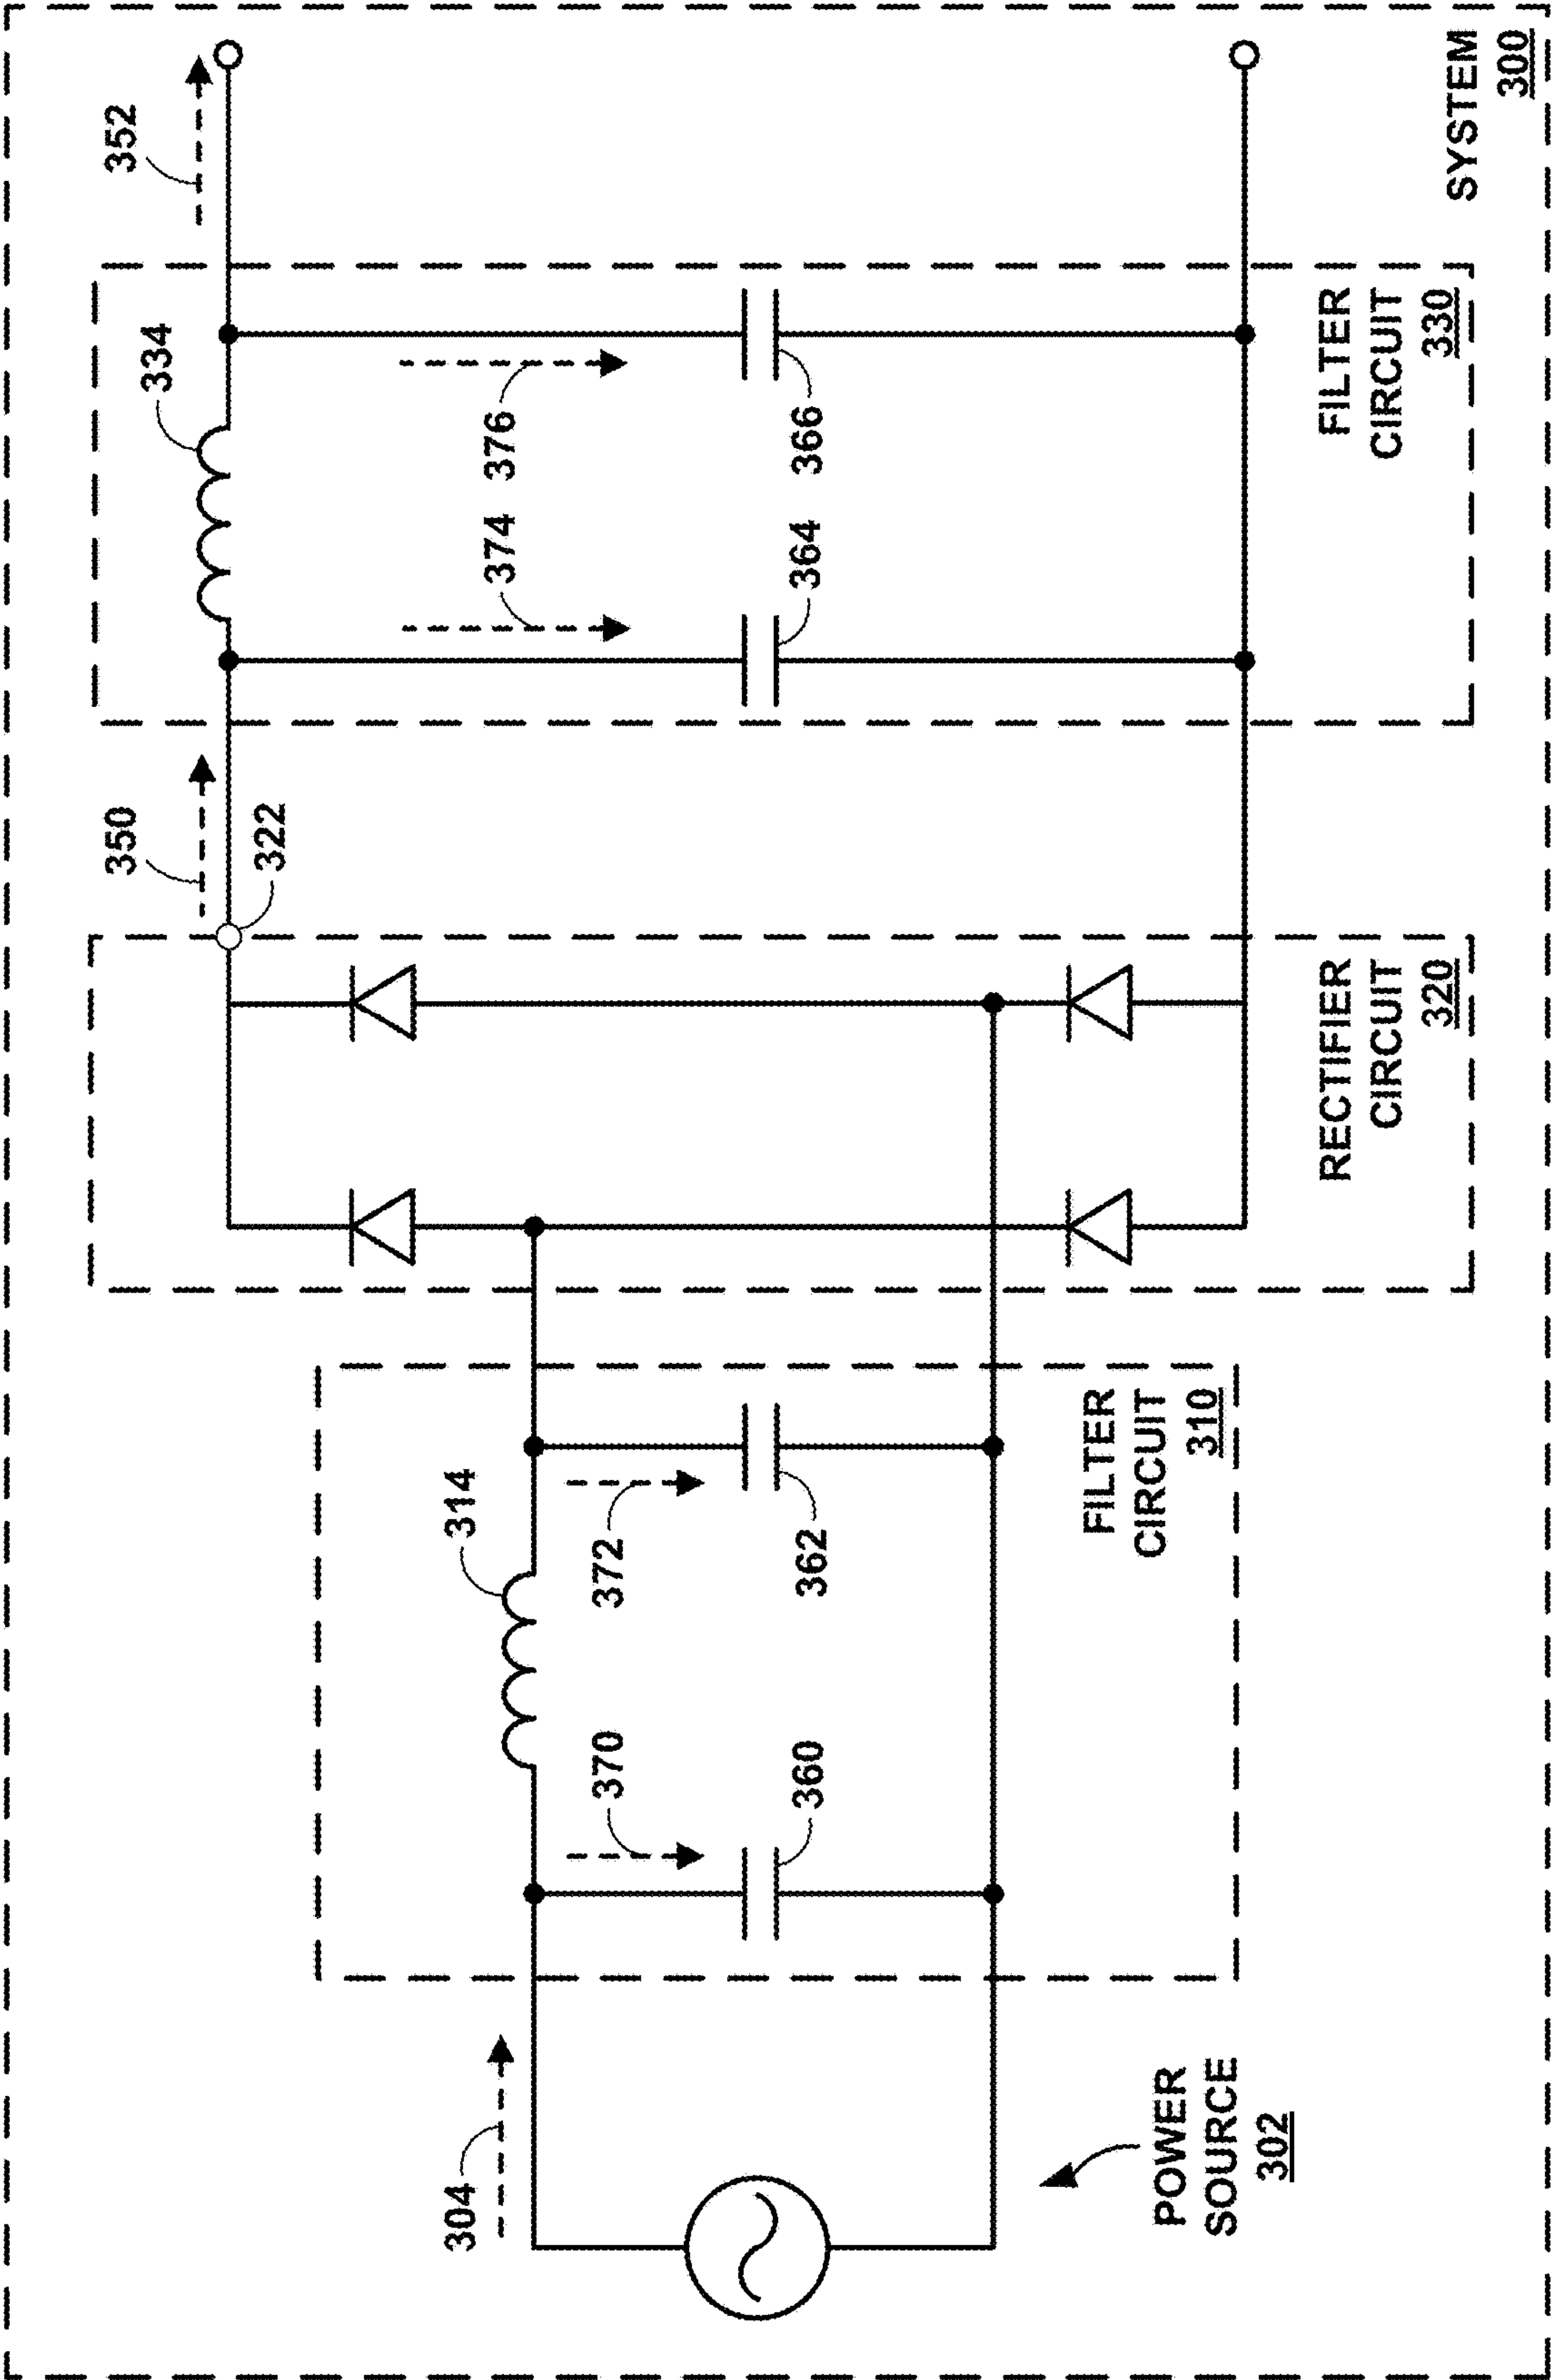 304
POWER
SOURCE
302
370
360
314
372
362
FILTER
CIRCUIT
310
RECTIFIER
CIRCUIT
320
350
322
334
374
376
364
366
FILTER
CIRCUIT
330
352
SYSTEM
300